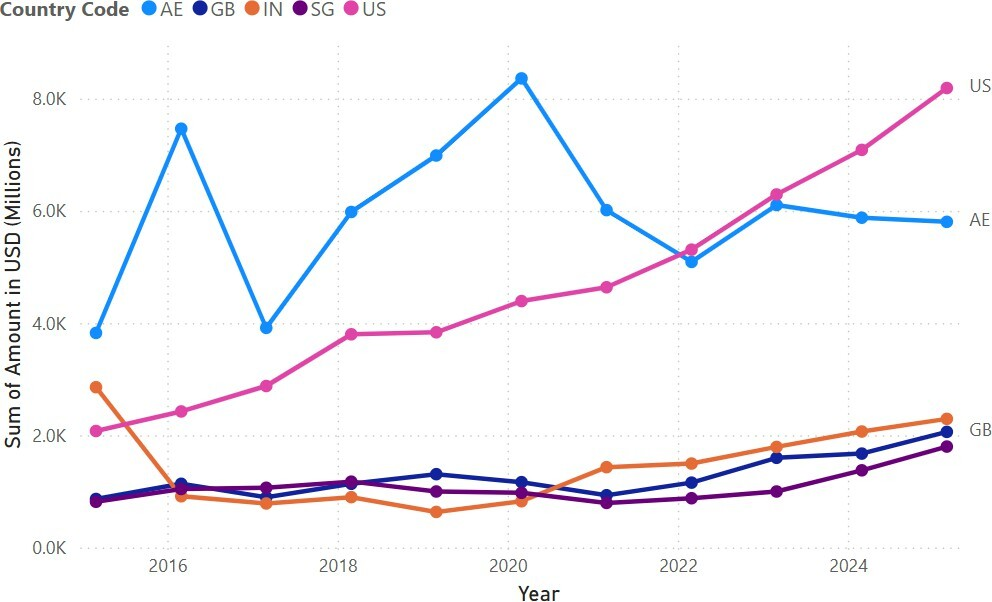 Country Code AE GB IN SG US
8.0K
6.0K
4.0K
2.0K
0.0K
Sum of Amount in USD (Millions)
US
AE
GB
2016 2018 2020 2022 2024
Year